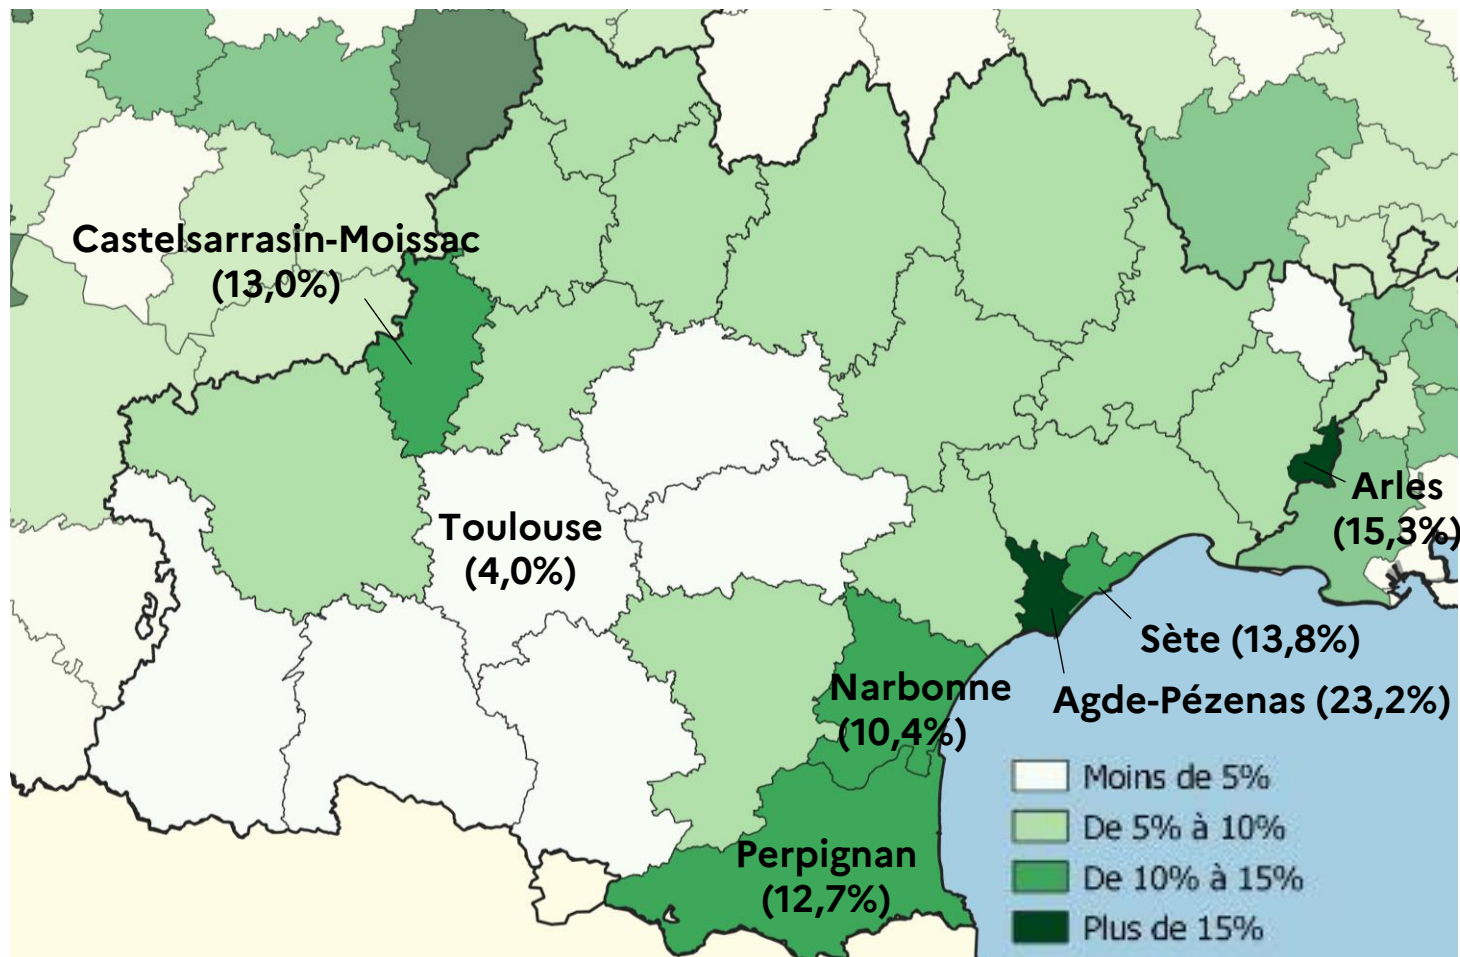 Castelsarrasin-Moissac
(13,0%)
Toulouse
(4,0%)
Arles
(15,3%)
Sète (13,8%)
Agde-Pézenas (23,2%)
Narbonne
(10,4%)
Perpignan
(12,7%)
Moins de 5%
De 5% à 10%
De 10% à 15%
Plus de 15%